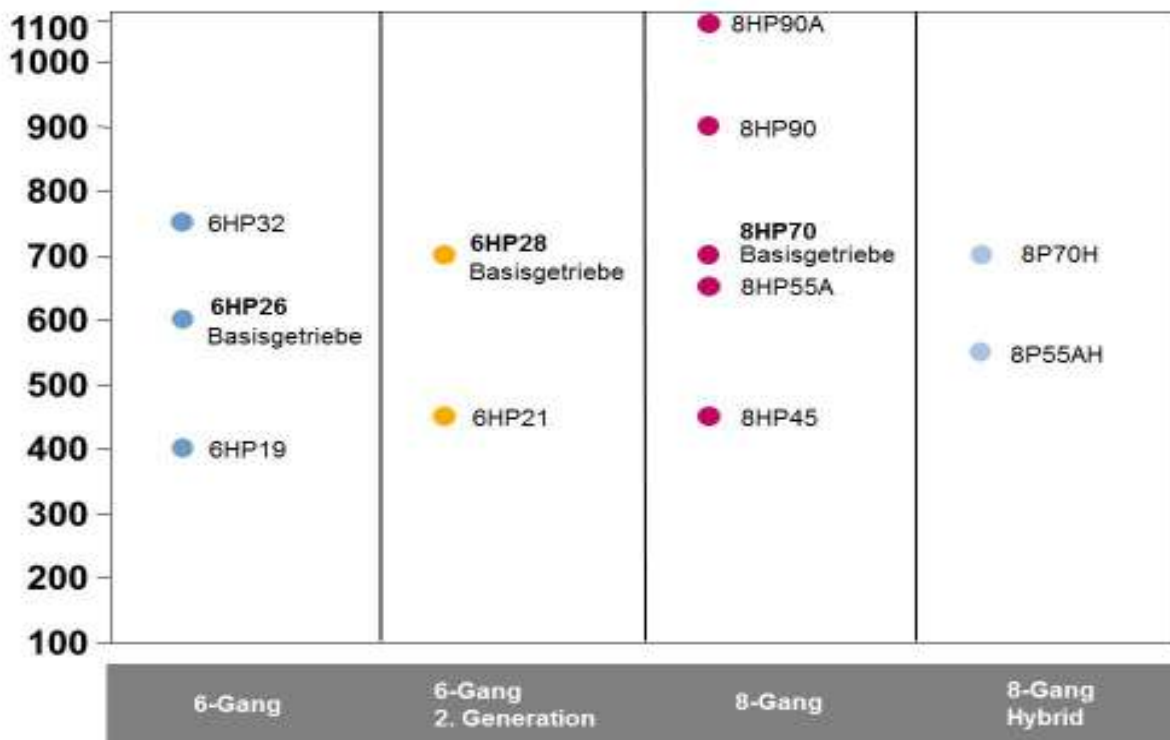 1100
1000
900
800
700
600
500
400
300
200
100
6HP32
6HP26
Basisgetriebe
6HP19
6HP28
Basisgetriebe
6HP21
8HP90A
8HP90
8HP70
Basisgetriebe
8HP55A
8HP45
8P70H
8P55AH
6-Gang
6-Gang
2. Generation
8-Gang
8-Gang
Hybrid